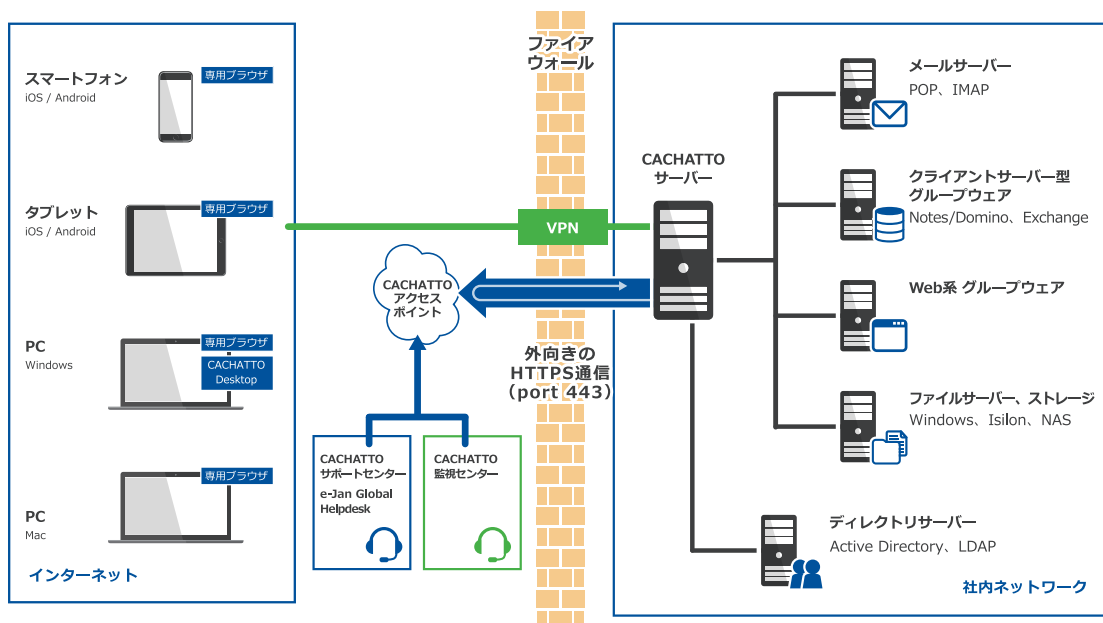 スマートフォン
iOS / Android
専用ブラウザ
タブレット
iOS / Android
専用ブラウザ
PC
Windows
専用ブラウザ
CACHATTO
Desktop
PC
Mac
専用ブラウザ
インターネット
ファイア
ウォール
VPN
CACHATTO
アクセス
ポイント
外向きの
HTTPS通信
（port 443）
CACHATTO
サポートセンター
e-Jan Global
Helpdesk
CACHATTO
監視センター
CACHATTO
サーバー
メールサーバー
POP、IMAP
クライアントサーバー型
グループウェア
Notes/Domino、Exchange
Web系 グループウェア
ファイルサーバー、ストレージ
Windows、Isilon、NAS
ディレクトリサーバー
Active Directory、LDAP
社内ネットワーク